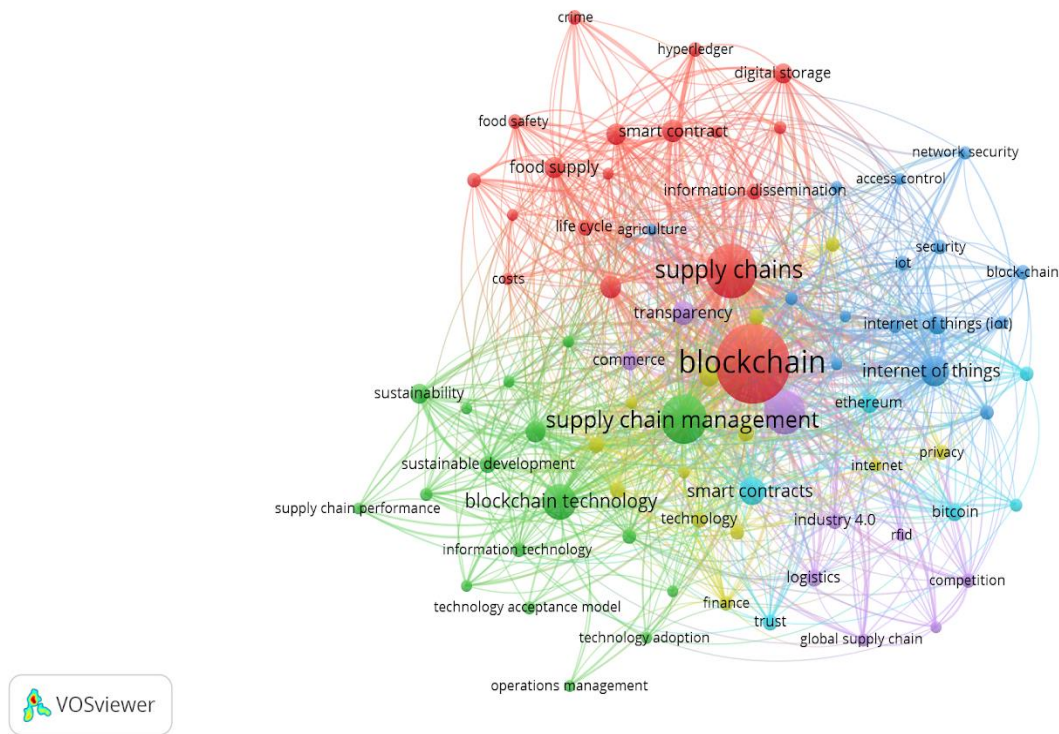 crime
hyperledger
digital storage
food safety
smart contract
network security
food supply
access control
information dissemination
life cycle
agriculture
security
iot
block-chain
supply chains
costs
transparency
internet of things (iot)
commerce
blockchain
internet of things
sustainability
ethereum
supply chain management
privacy
sustainable development
internet
smart contracts
blockchain technology
supply chain performance
bitcoin
technology
industry 4.0
rfid
information technology
logistics
competition
finance
technology acceptance model
trust
technology adoption
global supply chain
operations management
VOSviewer